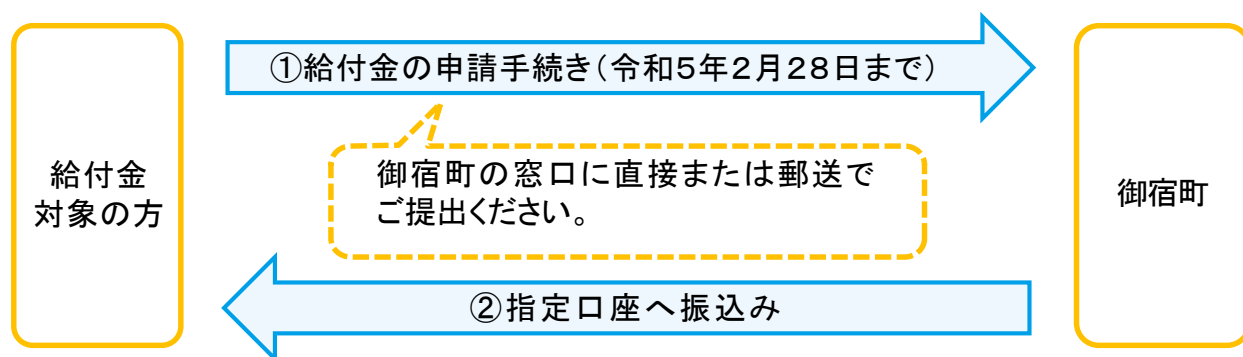 ①給付金の申請手続き（令和５年２月２８日まで）
給付金
対象の方
御宿町の窓口に直接または郵送で
ご提出ください。
御宿町
②指定口座へ振込み